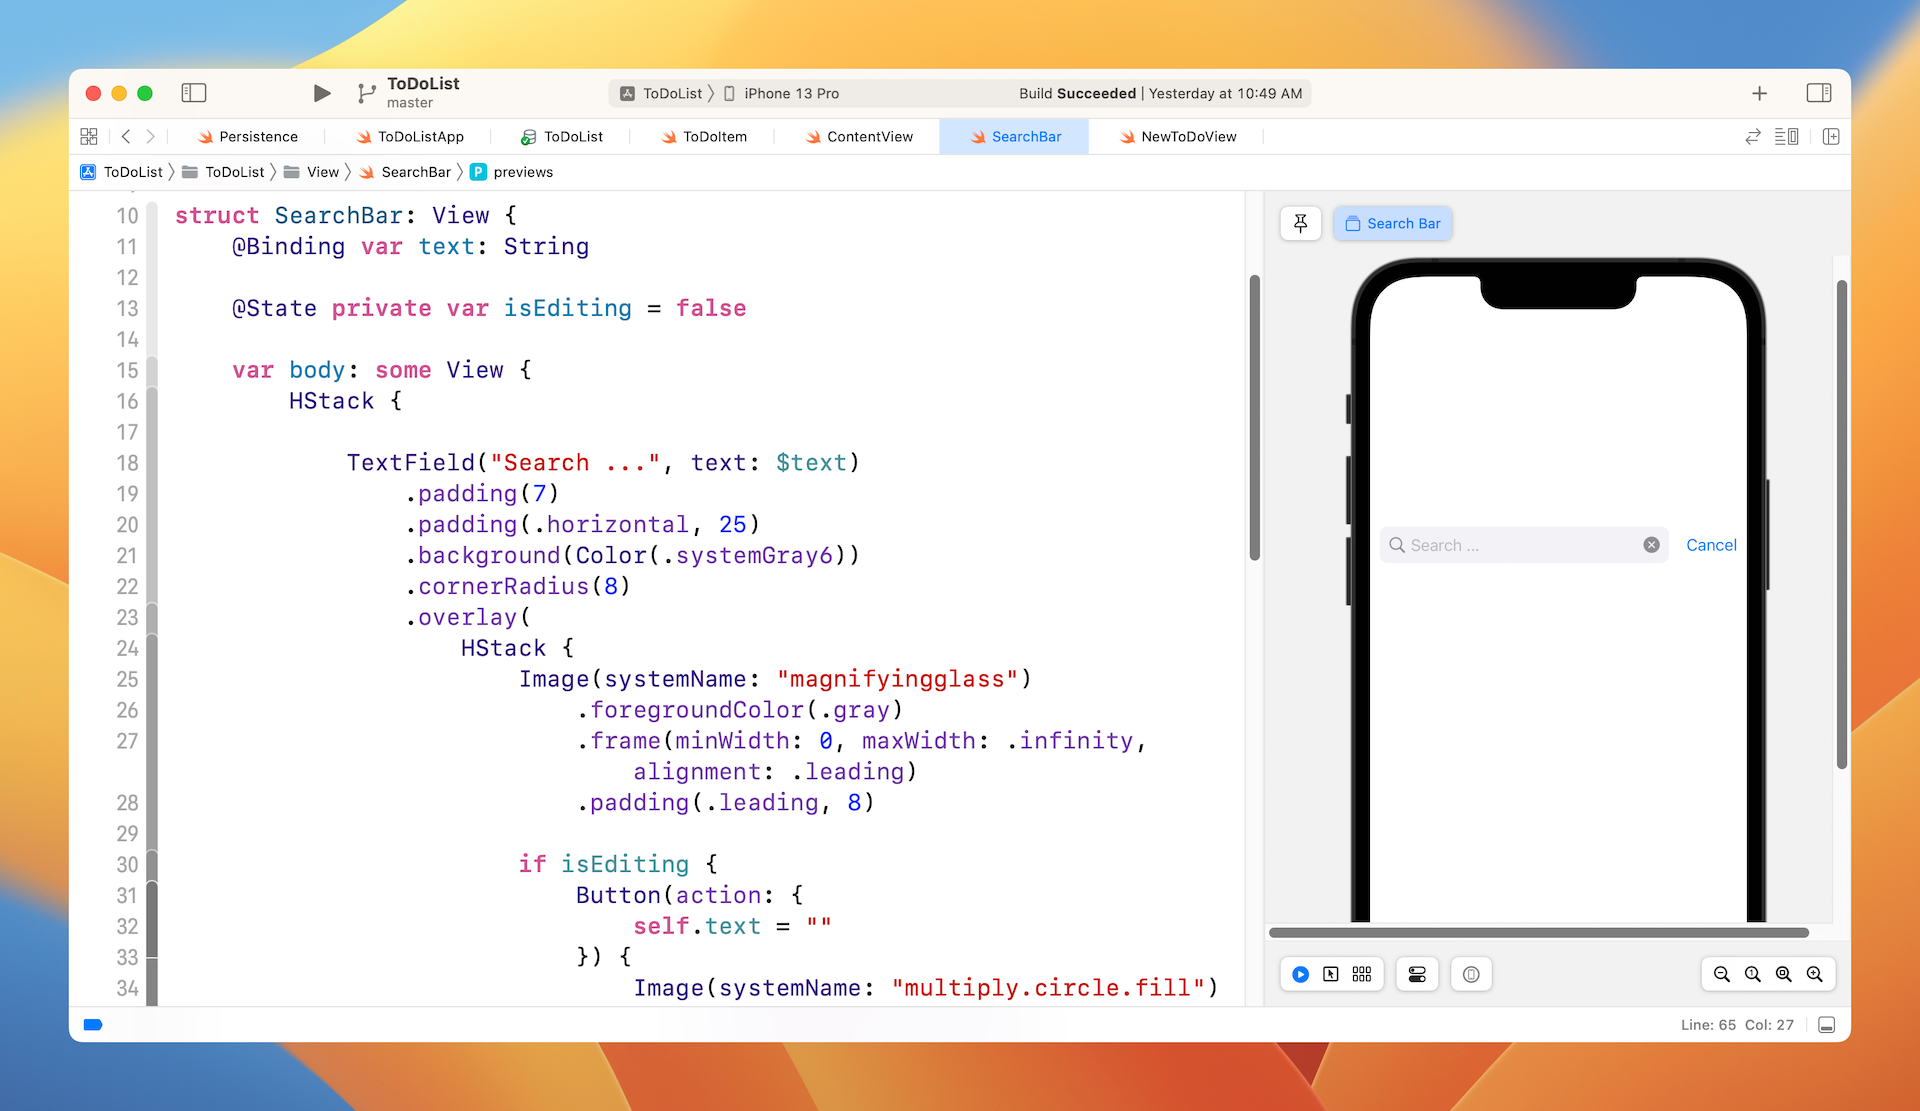 ToDoList
master
ToDoList 〉 iPhone 13 Pro
Build Succeeded | Yesterday at 10:49 AM
Persistence ToDoListApp ToDoList ToDoItem ContentView SearchBar NewToDoView
ToDoList 〉 ToDoList 〉 View 〉 SearchBar 〉 P previews
10 struct SearchBar: View {
11 @Binding var text: String
12
13 @State private var isEditing = false
14
15 var body: some View {
16 HStack {
17
18 TextField("Search ...", text: $text)
19 .padding(7)
20 .padding(.horizontal, 25)
21 .background(Color(.systemGray6))
22 .cornerRadius(8)
23 .overlay(
24 HStack {
25 Image(systemName: "magnifyingglass")
26 .foregroundColor(.gray)
27 .frame(minWidth: 0, maxWidth: .infinity,
alignment: .leading)
28 .padding(.leading, 8)
29
30 if isEditing {
31 Button(action: {
32 self.text = ""
33 }) {
34 Image(systemName: "multiply.circle.fill")
Search Bar
Search ...
Cancel
Line: 65 Col: 27